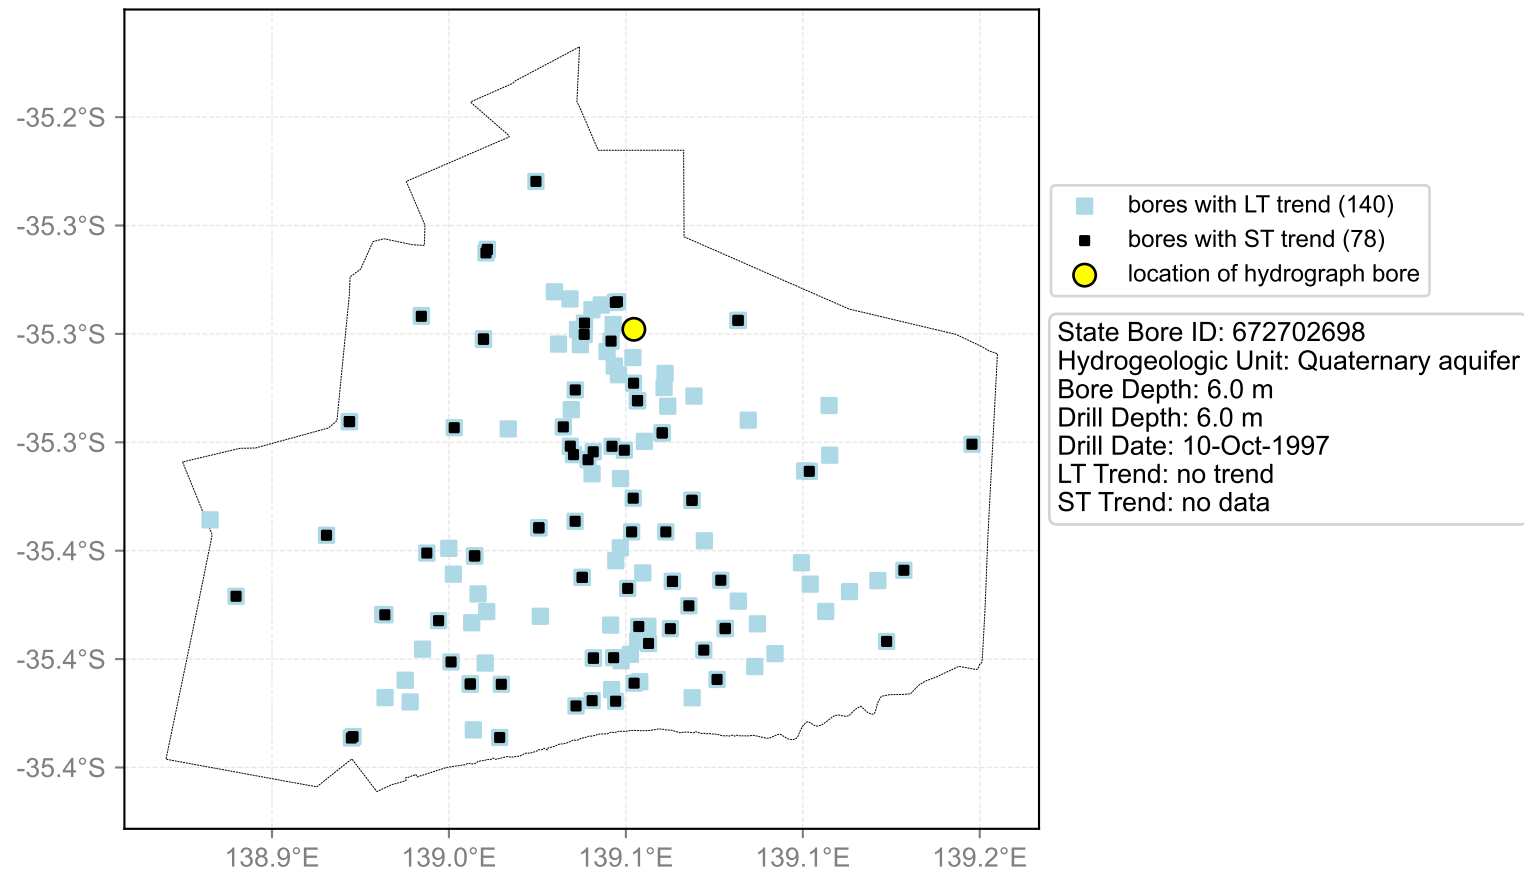 -35.2°S
-35.3°S
-35.3°S
-35.3°S
-35.4°S
-35.4°S
-35.4°S
138.9°E
139.0°E
139.1°E
139.1°E
139.2°E
bores with LT trend (140)
bores with ST trend (78)
location of hydrograph bore
State Bore ID: 672702698
Hydrogeologic Unit: Quaternary aquifer
Bore Depth: 6.0 m
Drill Depth: 6.0 m
Drill Date: 10-Oct-1997
LT Trend: no trend
ST Trend: no data